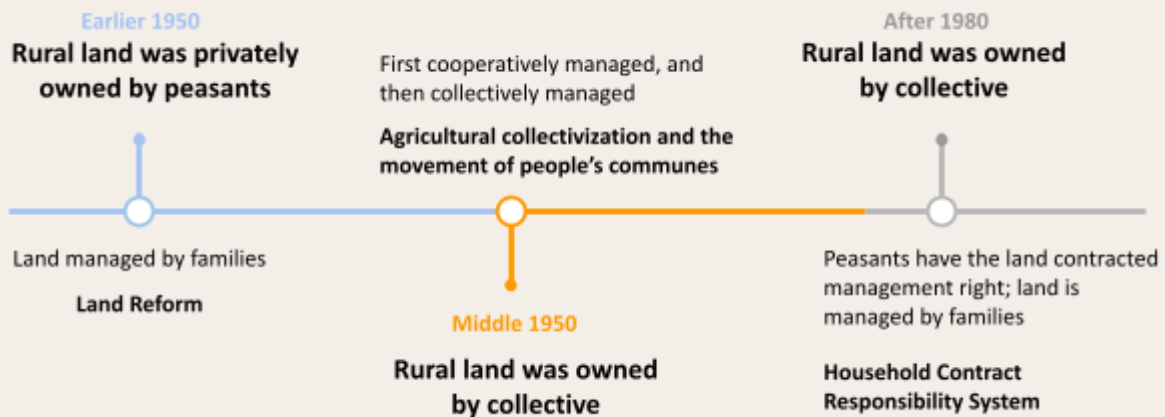 Earlier 1950
Rural land was privately
owned by peasants
Land managed by families
Land Reform
First cooperatively managed, and
then collectively managed
Agricultural collectivization and the
movement of people's communes
Middle 1950
Rural land was owned
by collective
After 1980
Rural land was owned
by collective
Peasants have the land contracted
management right; land is
managed by families
Household Contract
Responsibility System